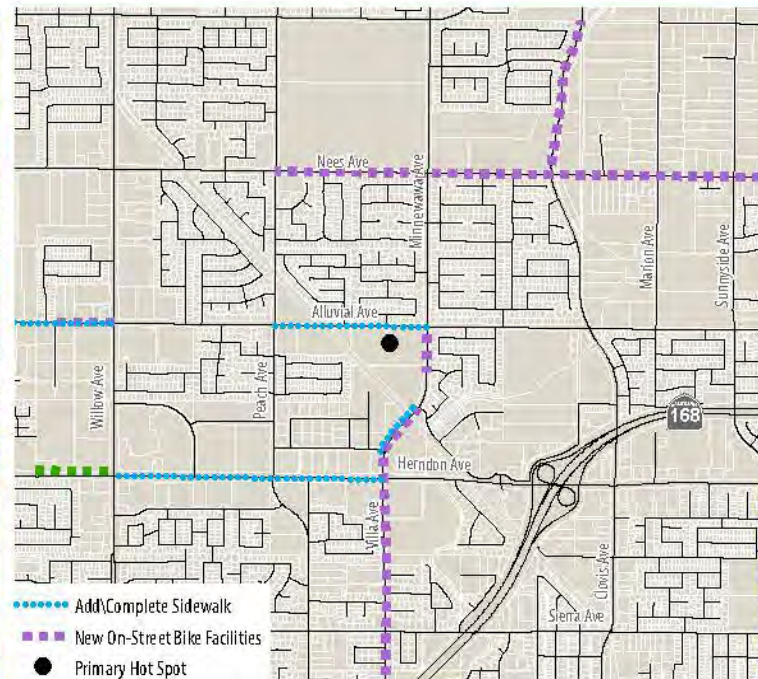 Nees Ave
Minnewawa Ave
Marion Ave
Sunnyside Ave
Alluvial Ave
Willow Ave
Peach Ave
168
Herndon Ave
Villa Ave
Clovis Ave
Sierra Ave
Add\Complete Sidewalk
New On-Street Bike Facilities
Primary Hot Spot